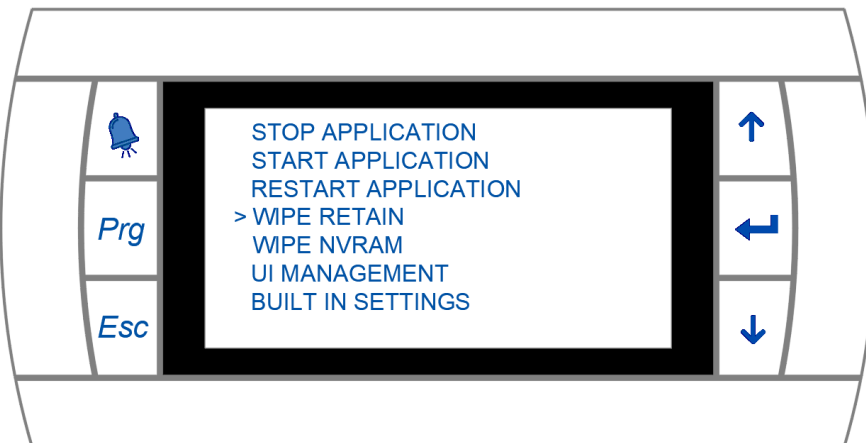 STOP APPLICATION
START APPLICATION
RESTART APPLICATION
> WIPE RETAIN
WIPE NVRAM
UI MANAGEMENT
BUILT IN SETTINGS
Prg
Esc